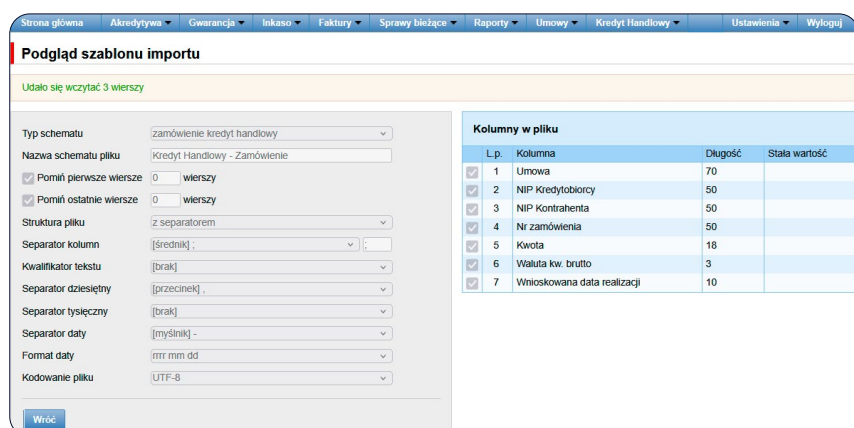 Strona główna Akredytywa Gwarancja Inkaso Faktury Sprawy bieżące Raporty Umowy Kredyt Handlowy Ustawienia Wyloguj
Podgląd szablonu importu
Udało się wczytać 3 wierszy
Typ schematu zamówienie kredyt handlowy
Nazwa schematu pliku Kredyt Handlowy - Zamówienie
Pomiń pierwsze wiersze 0 wierszy
Pomiń ostatnie wiersze 0 wierszy
Struktura pliku z separatorem
Separator kolumn [średnik] ; ;
Kwalifikator tekstu [brak]
Separator dziesiętny [przecinek] ,
Separator tysięczny [brak]
Separator daty [myślnik] -
Format daty rrrr mm dd
Kodowanie pliku UTF-8
Wróć
Kolumny w pliku
L.p. Kolumna Długość Stała wartość
1 Umowa 70
2 NIP Kredytobiorcy 50
3 NIP Kontrahenta 50
4 Nr zamówienia 50
5 Kwota 18
6 Waluta kw. brutto 3
7 Wnioskowana data realizacji 10